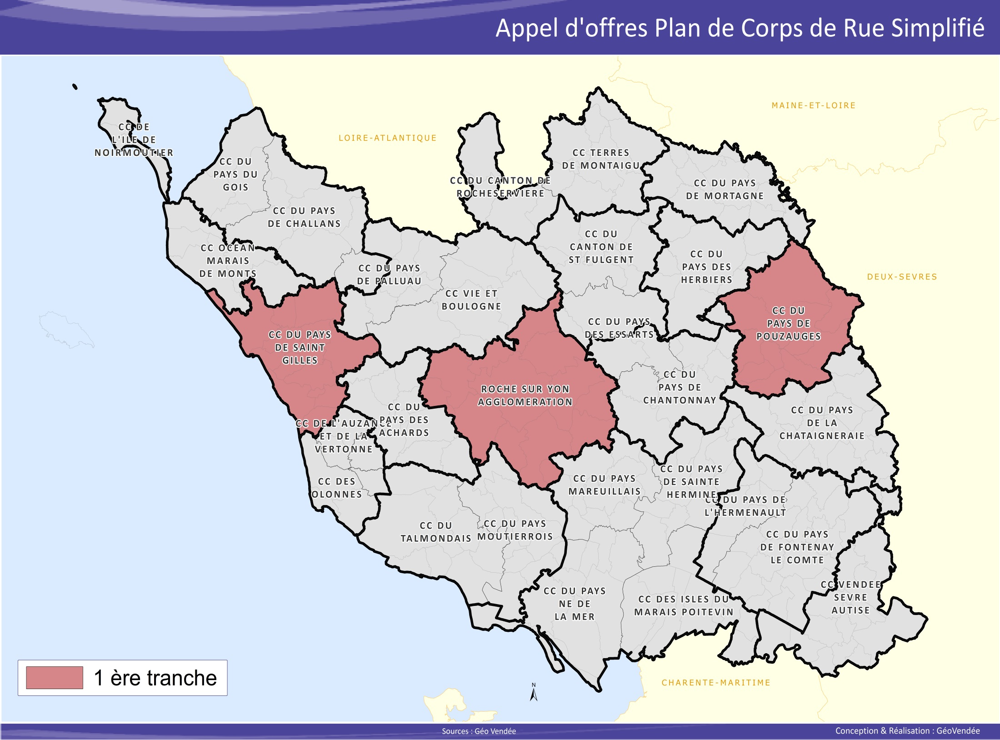 Appel d'offres Plan de Corps de Rue Simplifié
MAINE-ET-LOIRE
LOIRE-ATLANTIQUE
DEUX-SEVRES
CHARENTE-MARITIME
CC DE
L'ILE DE
NOIRMOUTIER
CC DU
PAYS DU
GOIS
CC DU PAYS
DE CHALLANS
CC OCEAN
MARAIS
DE MONTS
CC DU CANTON DE
ROCHESERVIERE
CC TERRES
DE MONTAIGU
CC DU PAYS
DE MORTAGNE
CC DU
CANTON DE
ST FULGENT
CC DU
PAYS DES
HERBIERS
CC DU PAYS
DE PALLUAU
CC VIE ET
BOULOGNE
CC DU PAYS
DES ESSARTS
CC DU
PAYS DE
POUZAUGES
CC DU PAYS
DE SAINT
GILLES
ROCHE SUR YON
AGGLOMERATION
CC DU
PAYS DE
CHANTONNAY
CC DU
PAYS DES
ACHARDS
CC DE L'AUZANCE
ET DE LA
VERTONNE
CC DU PAYS
DE LA
CHATAIGNERAIE
CC DES
OLONNES
CC DU PAYS
MAREUILLAIS
CC DU PAYS
DE SAINTE
HERMINE
CC DU PAYS DE
L'HERMENAULT
CC DU
TALMONDAIS
CC DU PAYS
MOUTIERROIS
CC DU PAYS
DE FONTENAY
LE COMTE
CC DU PAYS
NE DE
LA MER
CC DES ISLES DU
MARAIS POITEVIN
CC VENDEE
SEVRE
AUTISE
1 ère tranche
N
Sources : Géo Vendée
Conception & Réalisation : GéoVendée